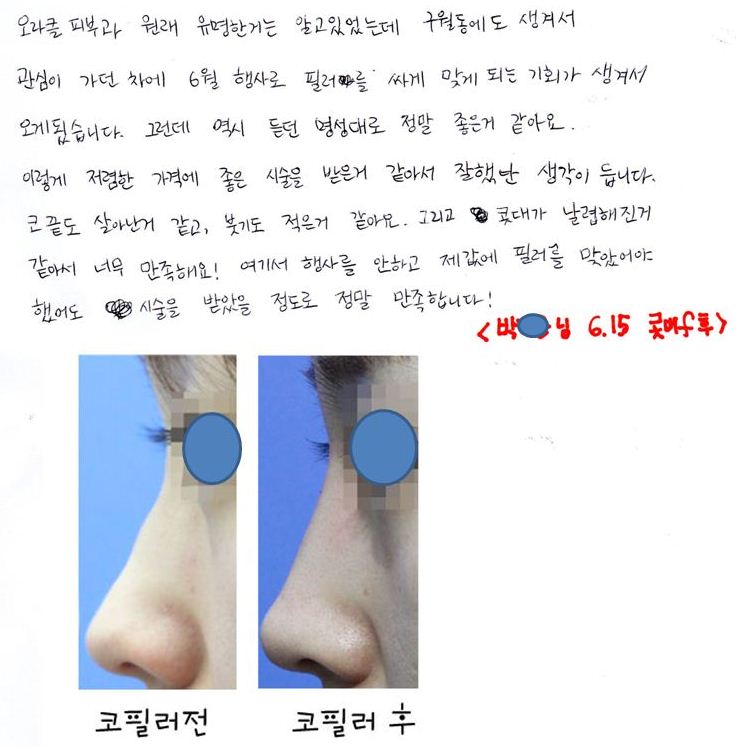 오라클 피부과 원래 유명한거는 알고있었는데 구월동에도 생겨서
관심이 가던 차에 6월 행사로 필러를 싸게 맞게 되는 기회가 생겨서
오게됬습니다. 그런데 역시 듣던 명성대로 정말 좋은거 같아요.
이렇게 저렴한 가격에 좋은 시술을 받은거 같아서 잘했단 생각이 듭니다.
코끝도 살아난거 같고, 붓기도 적은거 같아요. 그리고 콧대가 날렵해진거
같아서 너무 만족해요! 여기서 행사를 안하고 제값에 필러를 맞았어야
했어도 시술을 받았을 정도로 정말 만족합니다!
<박 님 6.15 후>
코필러전
코필러 후